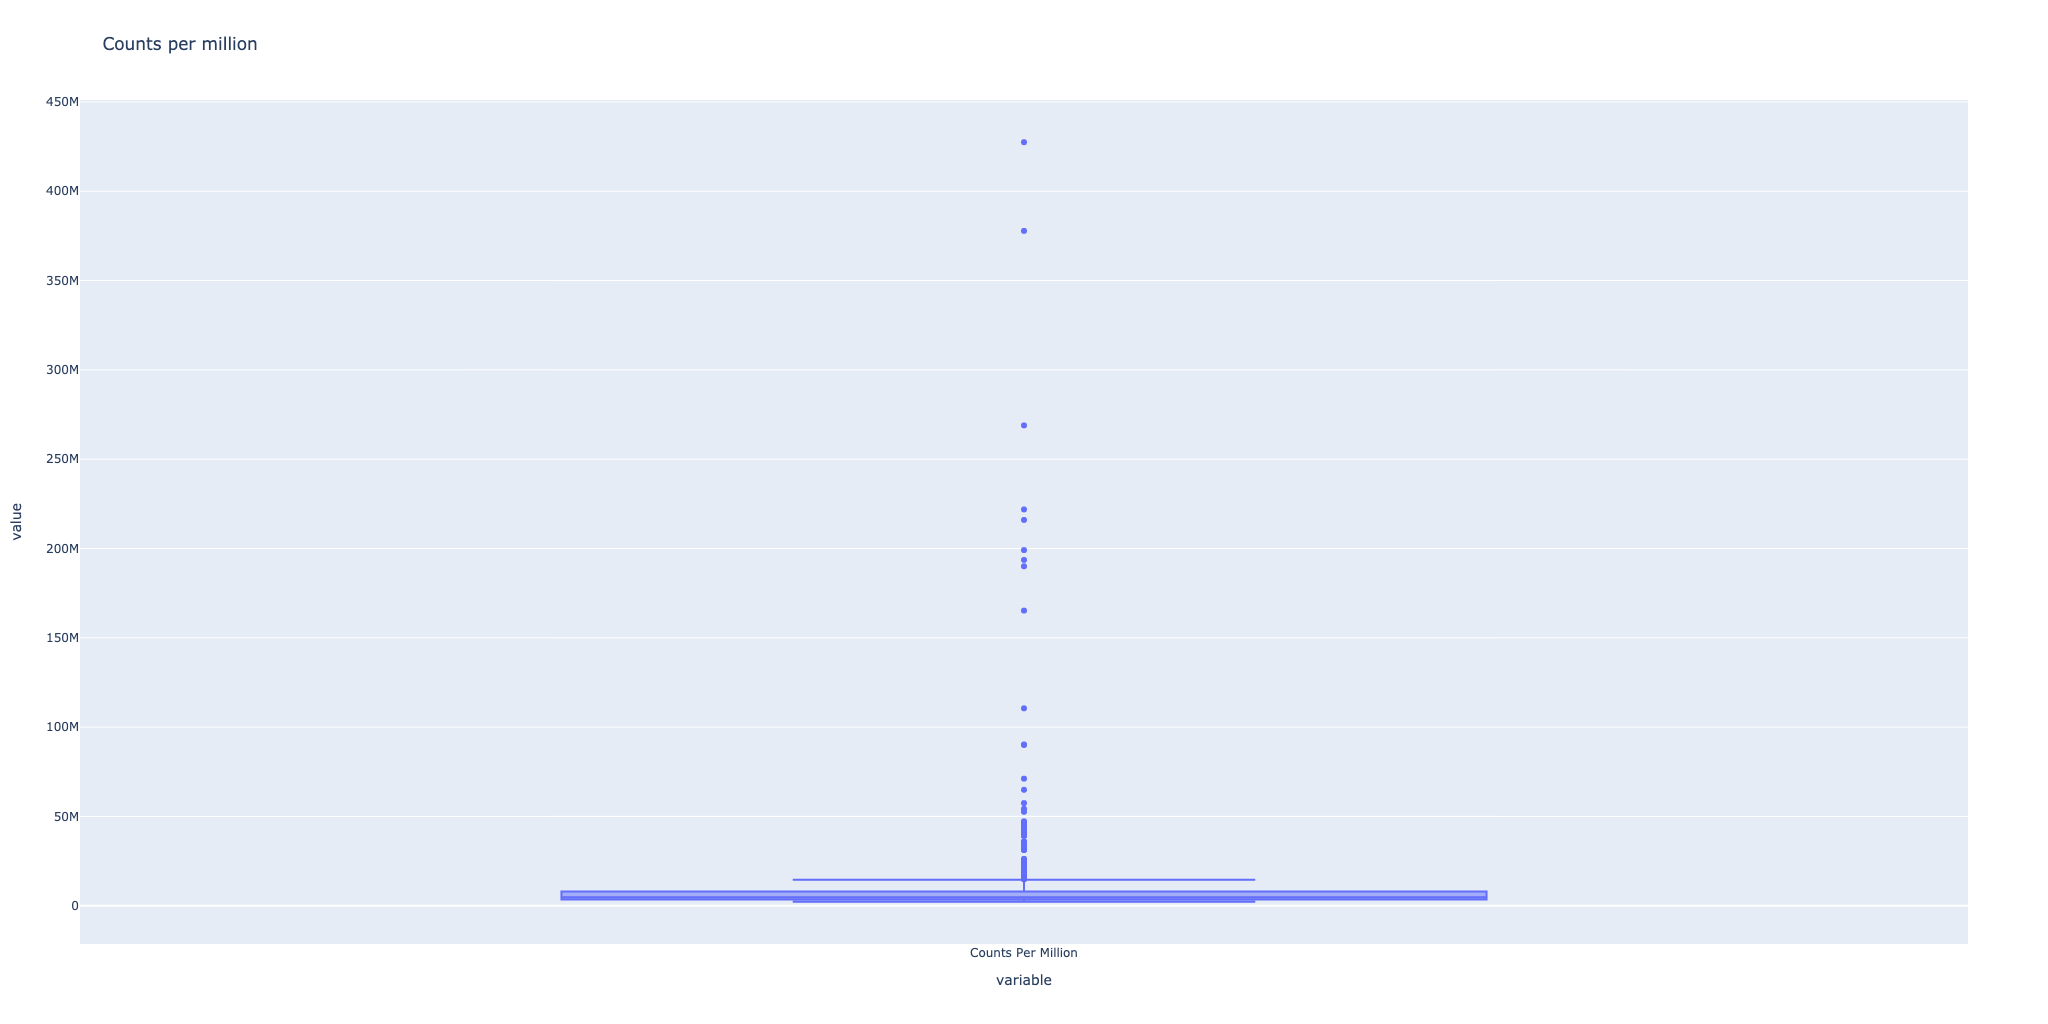 Counts per million
450M
400M
350M
300M
250M
200M
150M
100M
50M
0
value
Counts Per Million
variable